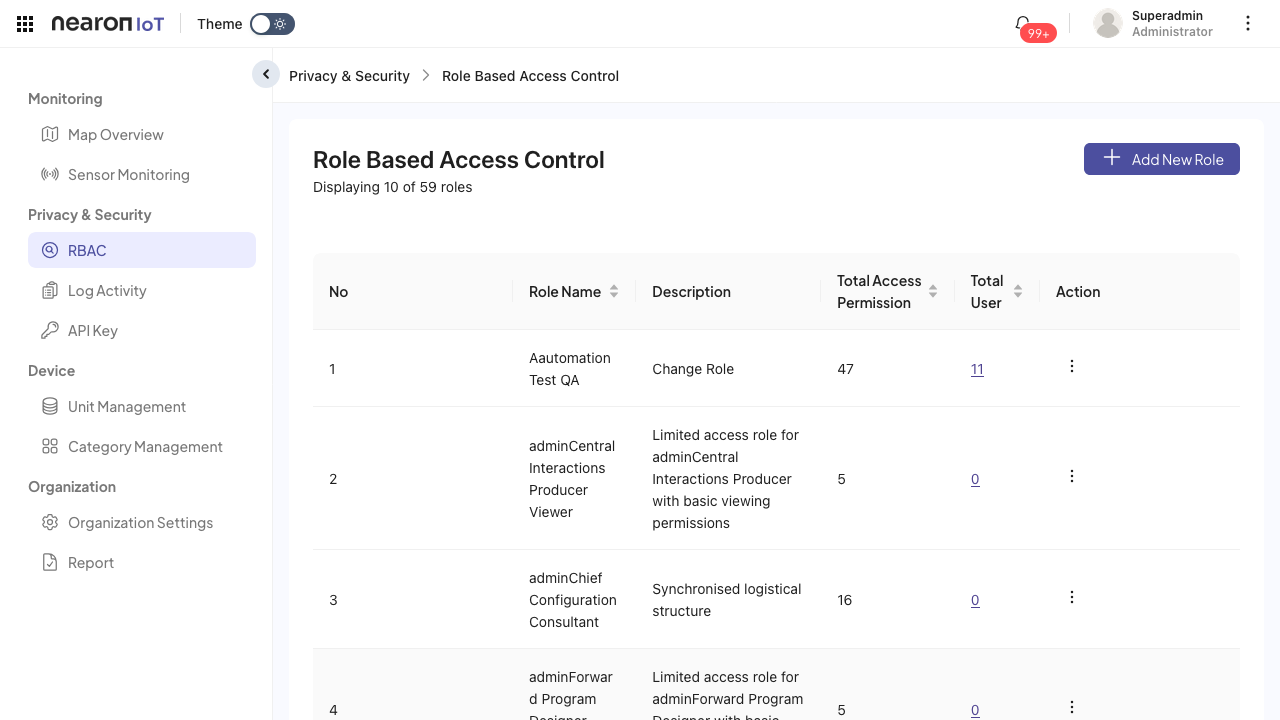 nearon IoT
Theme
99+
Superadmin
Administrator
Monitoring
Map Overview
Sensor Monitoring
Privacy & Security
RBAC
Log Activity
API Key
Device
Unit Management
Category Management
Organization
Organization Settings
Report
Privacy & Security
Role Based Access Control
Role Based Access Control
Displaying 10 of 59 roles
Add New Role
No
Role Name
Description
Total Access
Permission
Total
User
Action
1
Aautomation
Test QA
Change Role
47
11
2
adminCentral
Interactions
Producer
Viewer
Limited access role for
adminCentral
Interactions Producer
with basic viewing
permissions
5
0
3
adminChief
Configuration
Consultant
Synchronised logistical
structure
16
0
4
adminForwar
d Program
Designer
Limited access role for
adminForward Program
Designer with basic
5
0